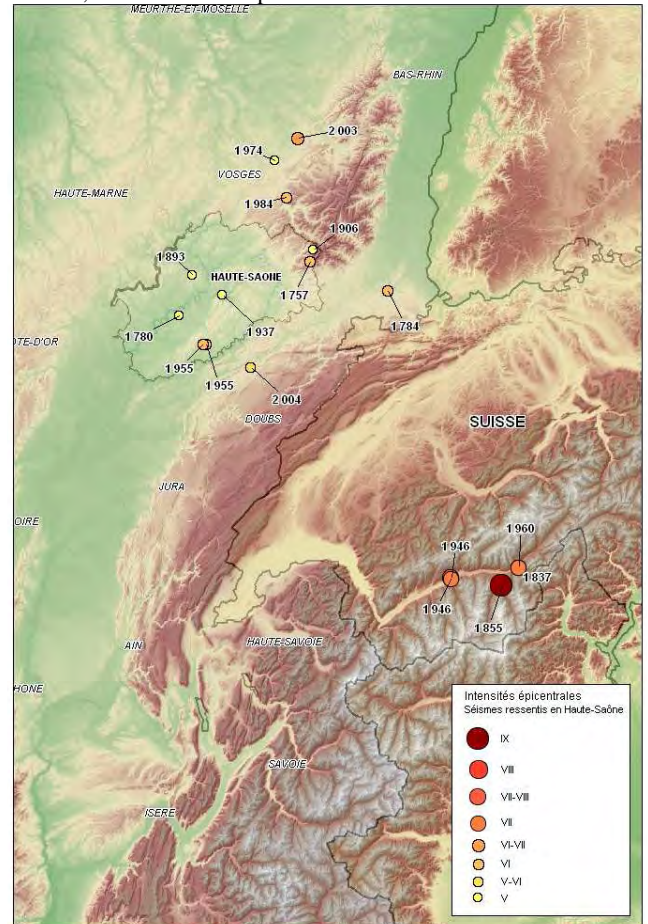 MEURTHE-ET-MOSELLE
BAS-RHIN
2 003
1 974
VOSGES
HAUTE-MARNE
1 984
1 906
1 893
HAUTE-SAONE
1 757
1 780
1 937
1 784
OTE-D'OR
1 955
1 955
2 004
DOUBS
SUISSE
JURA
OIRE
1 960
1 946
1 837
1 946
1 855
AIN
HAUTE-SAVOIE
HONE
SAVOIE
ISERE
Intensités épicentrales
Séismes ressentis en Haute-Saône
IX
VIII
VII-VIII
VII
VI-VII
VI
V-VI
V